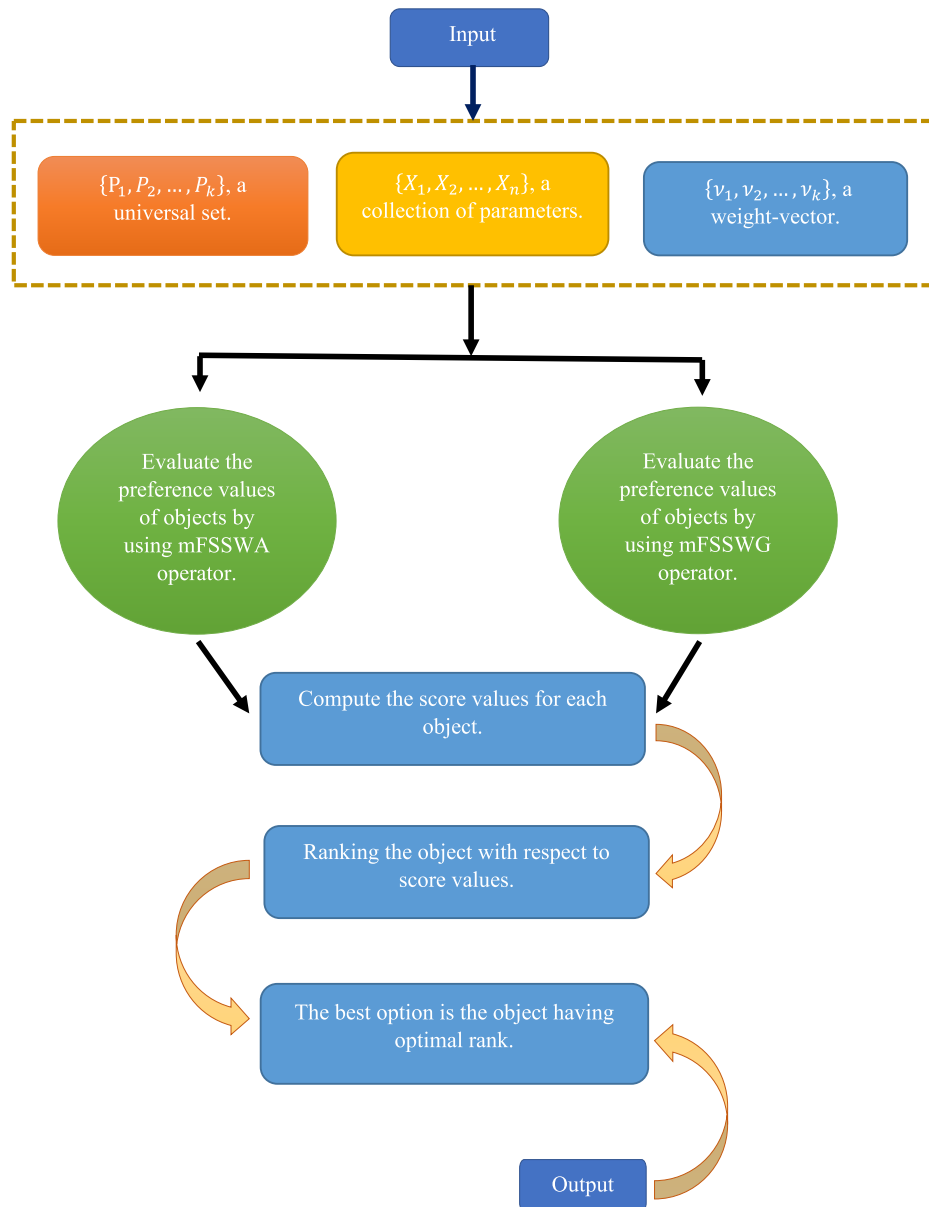 Input
{P₁, P₂, …, Pₖ}, a
universal set.
{X₁, X₂, …, Xₙ}, a
collection of parameters.
{ν₁, ν₂, …, νₖ}, a
weight-vector.
Evaluate the
preference values
of objects by
using mFSSWA
operator.
Evaluate the
preference values
of objects by
using mFSSWG
operator.
Compute the score values for each
object.
Ranking the object with respect to
score values.
The best option is the object having
optimal rank.
Output